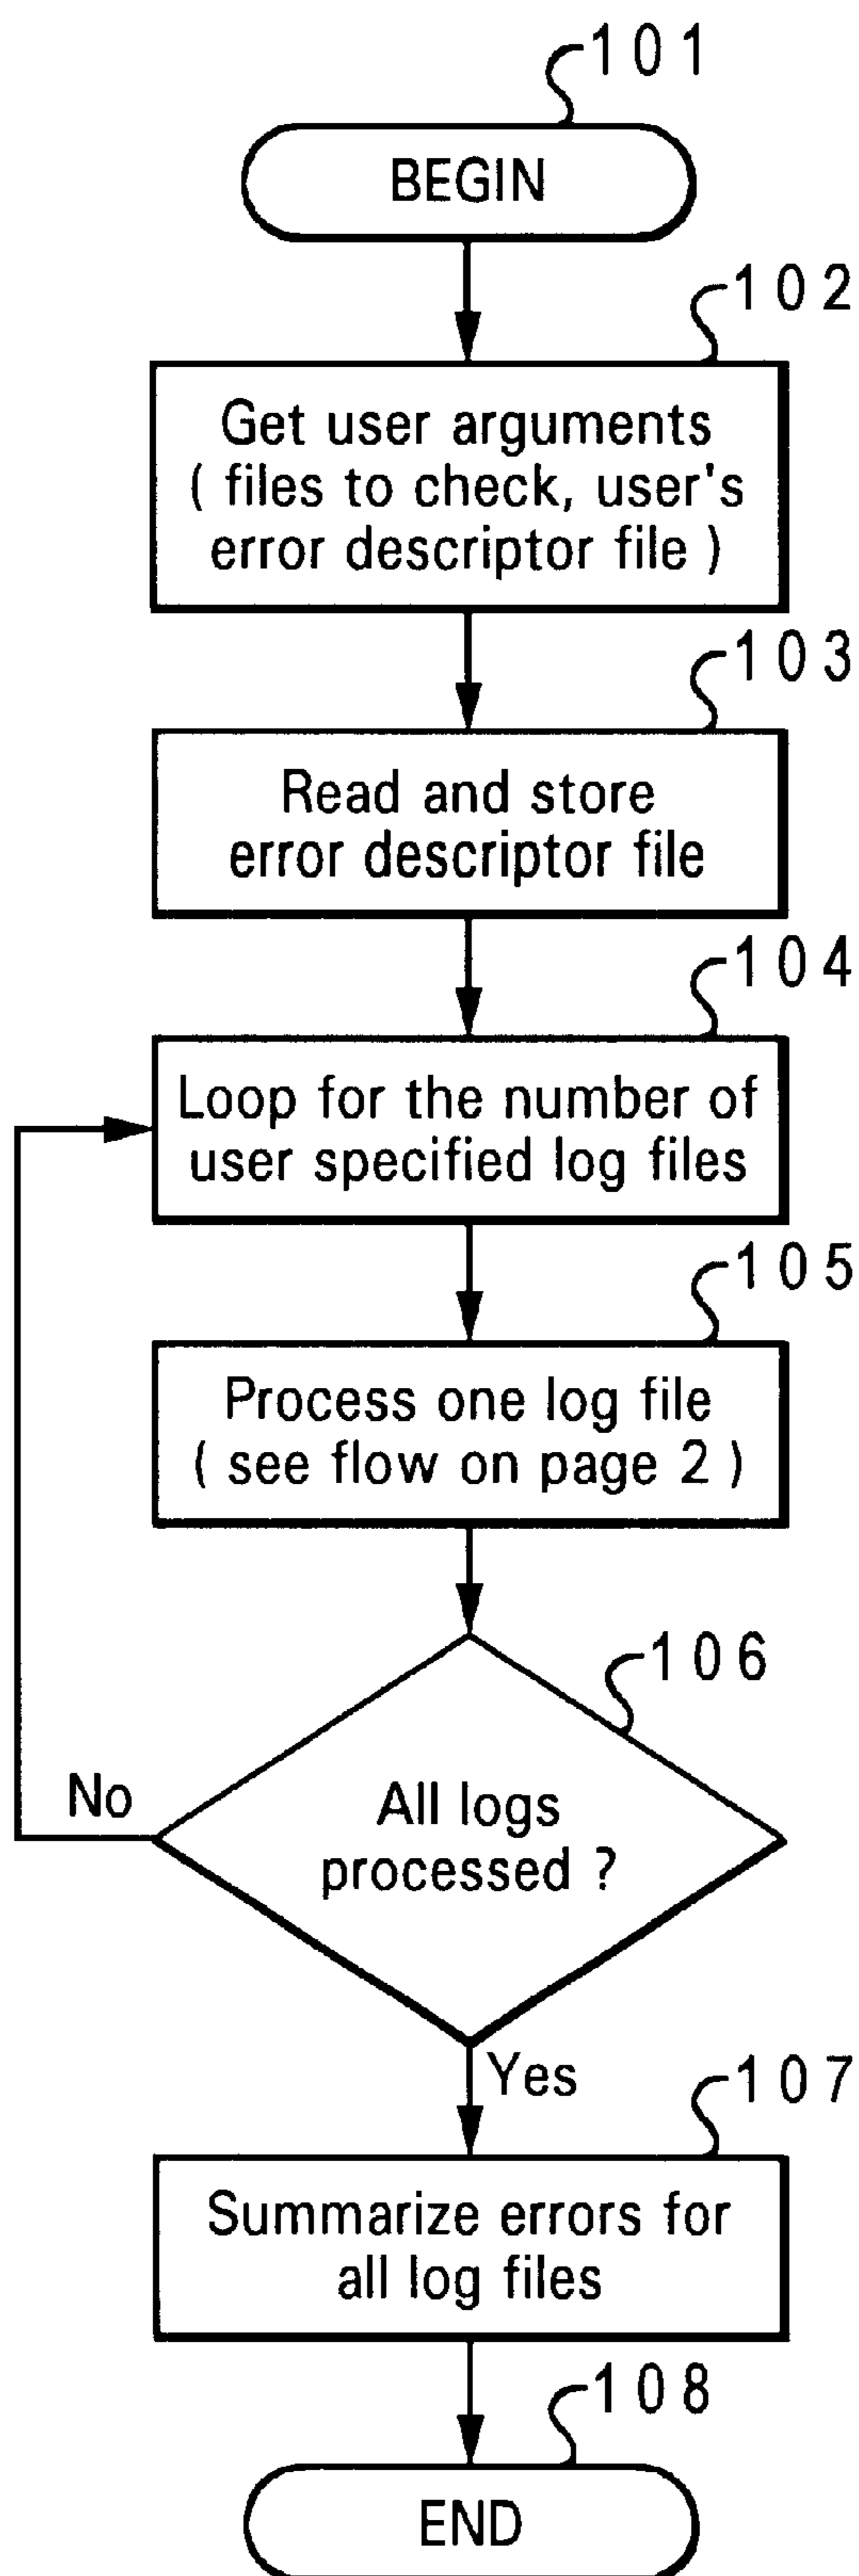 101
BEGIN
102
Get user arguments
( files to check, user's
error descriptor file )
103
Read and store
error descriptor file
104
Loop for the number of
user specified log files
105
Process one log file
( see flow on page 2 )
106
All logs
processed ?
No
Yes
107
Summarize errors for
all log files
108
END